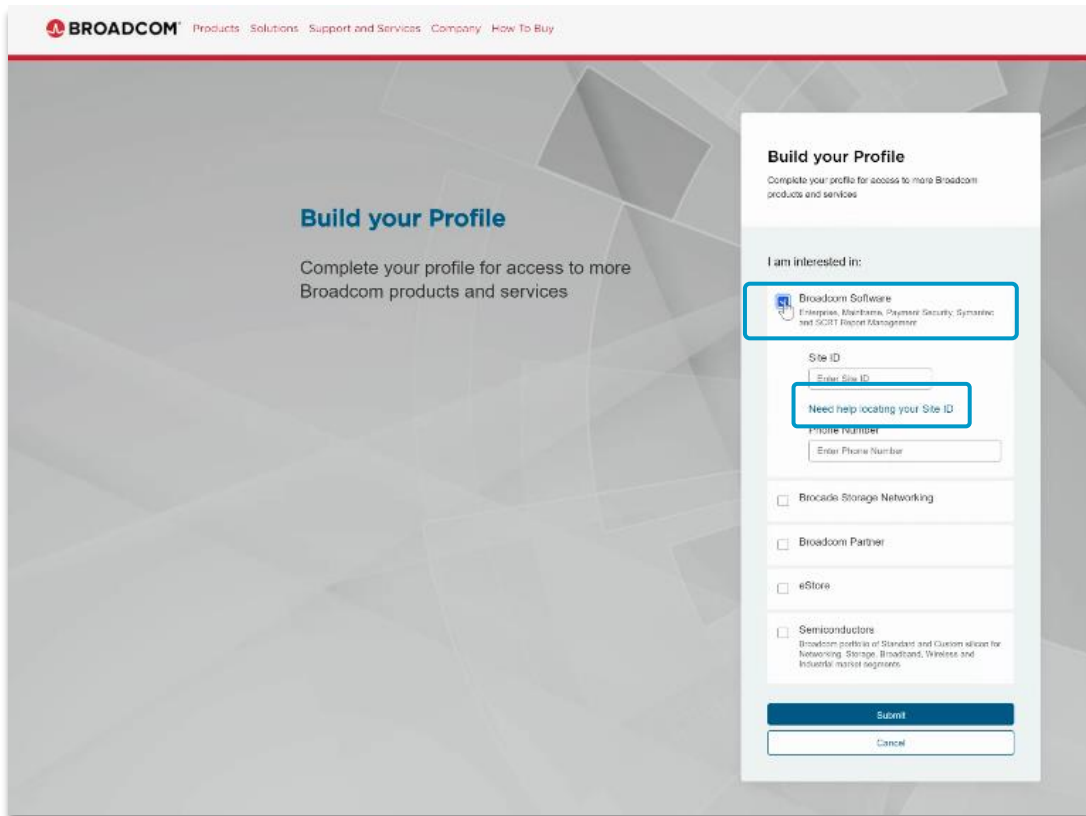 BROADCOM® Products Solutions Support and Services Company How To Buy
Build your Profile
Complete your profile for access to more
Broadcom products and services
Build your Profile
Complete your profile for access to more Broadcom
products and services
I am interested in:
Broadcom Software
Enterprise, Mainframe, Payment Security, Symantec
and SCRT Report Management
Site ID
Enter Site ID
Need help locating your Site ID
Phone Number
Enter Phone Number
Brocade Storage Networking
Broadcom Partner
eStore
Semiconductors
Broadcom portfolio of Standard and Custom silicon for
Networking, Storage, Broadband, Wireless and
Industrial market segments
Submit
Cancel